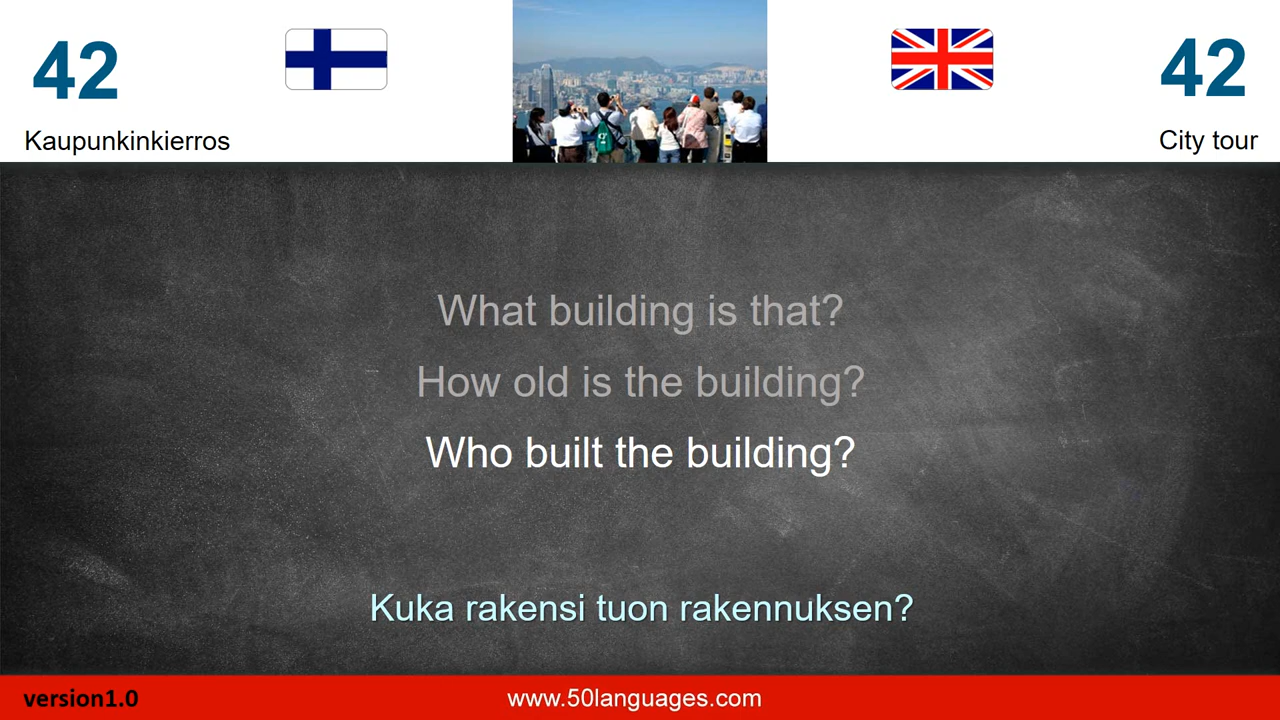 42
Kaupunkinkierros
42
City tour
What building is that?
How old is the building?
Who built the building?
Kuka rakensi tuon rakennuksen?
version1.0
www.50languages.com